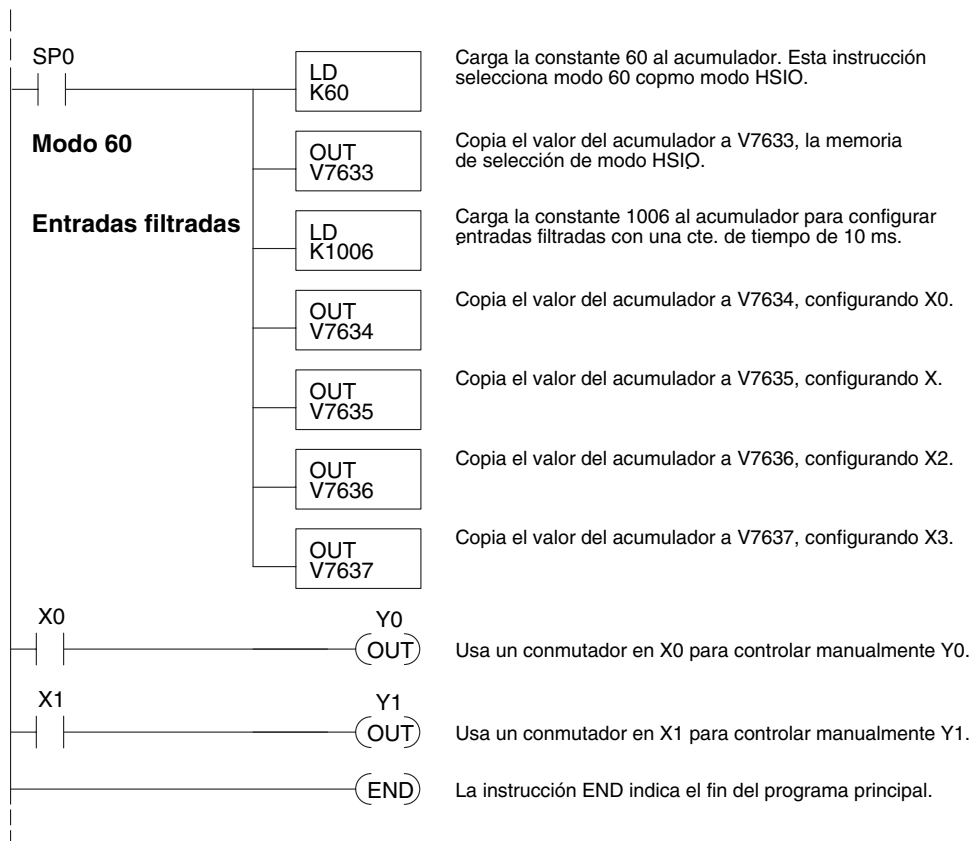 SP0
LD
K60
Carga la constante 60 al acumulador. Esta instrucción
selecciona modo 60 copmo modo HSIO.
Modo 60
OUT
V7633
Copia el valor del acumulador a V7633, la memoria
de selección de modo HSIO.
Entradas filtradas
LD
K1006
Carga la constante 1006 al acumulador para configurar
entradas filtradas con una cte. de tiempo de 10 ms.
OUT
V7634
Copia el valor del acumulador a V7634, configurando X0.
OUT
V7635
Copia el valor del acumulador a V7635, configurando X.
OUT
V7636
Copia el valor del acumulador a V7636, configurando X2.
OUT
V7637
Copia el valor del acumulador a V7637, configurando X3.
X0
Y0
OUT
Usa un conmutador en X0 para controlar manualmente Y0.
X1
Y1
OUT
Usa un conmutador en X1 para controlar manualmente Y1.
END
La instrucción END indica el fin del programa principal.